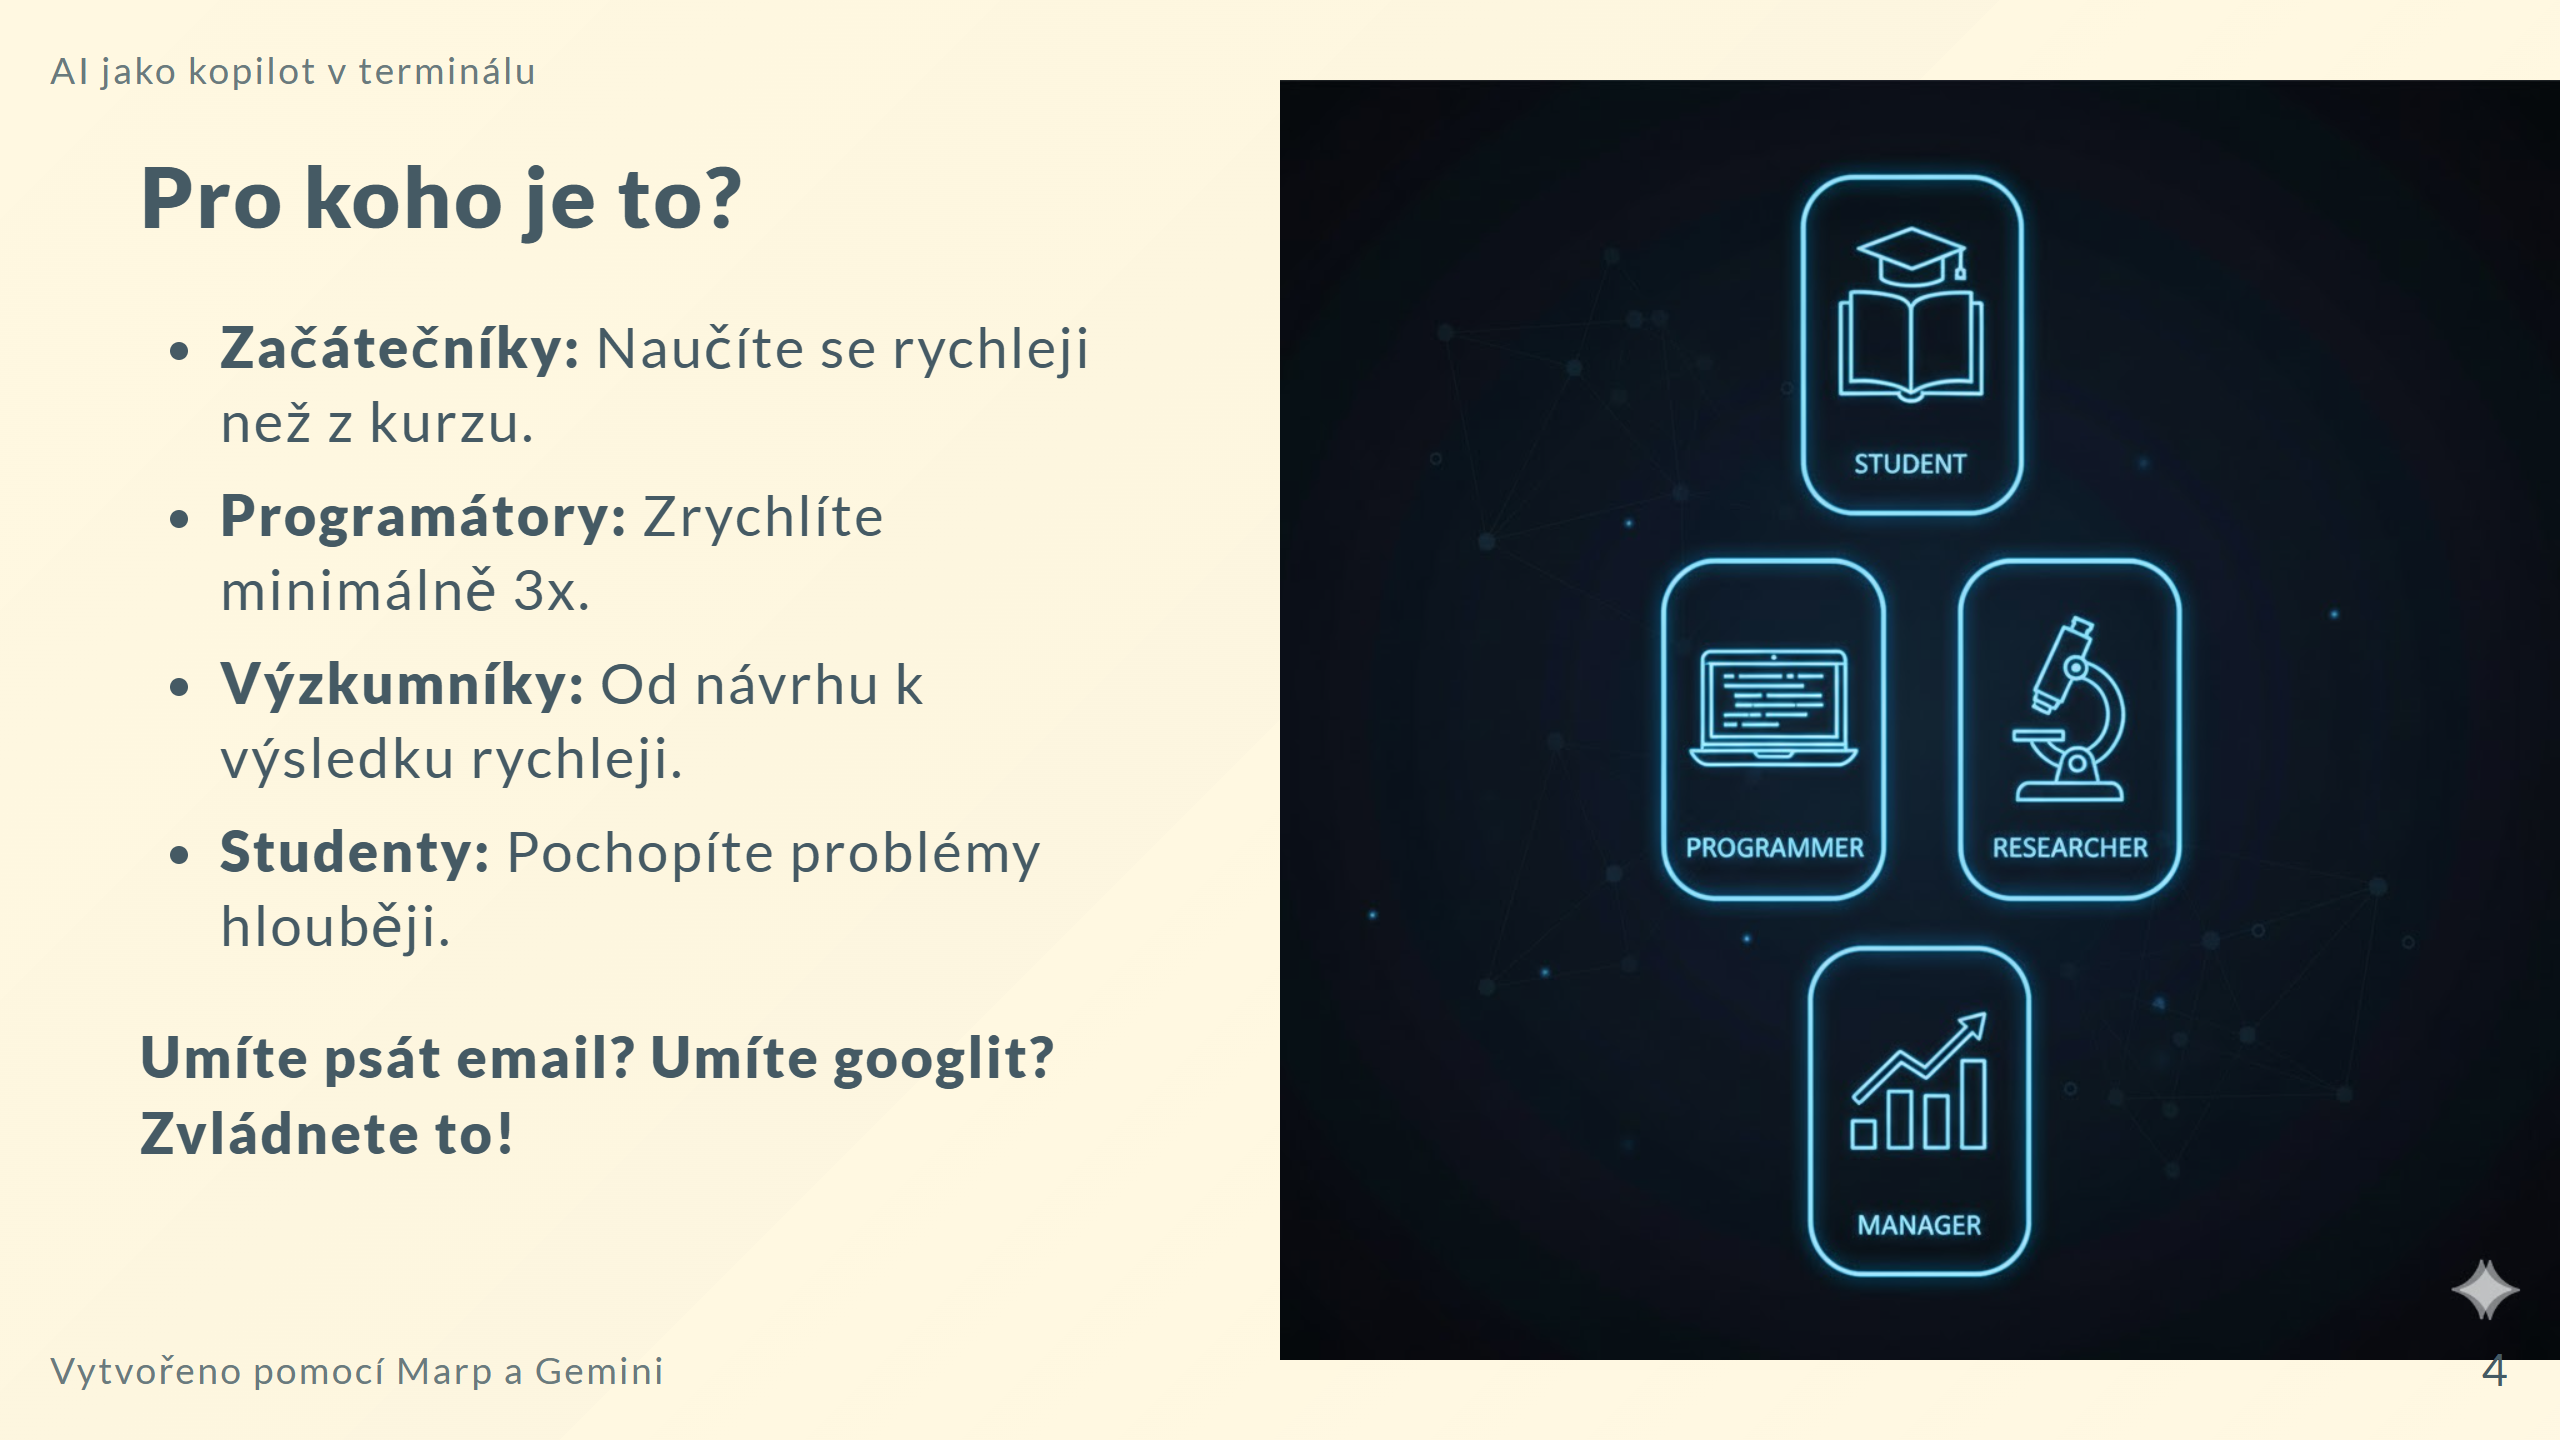 AI jako kopilot v terminálu
Pro koho je to?
• Začátečníky: Naučíte se rychleji
než z kurzu.
• Programátory: Zrychlíte
minimálně 3x.
• Výzkumníky: Od návrhu k
výsledku rychleji.
• Studenty: Pochopíte problémy
hlouběji.
Umíte psát email? Umíte googlit?
Zvládnete to!
STUDENT
PROGRAMMER
RESEARCHER
MANAGER
Vytvořeno pomocí Marp a Gemini
4